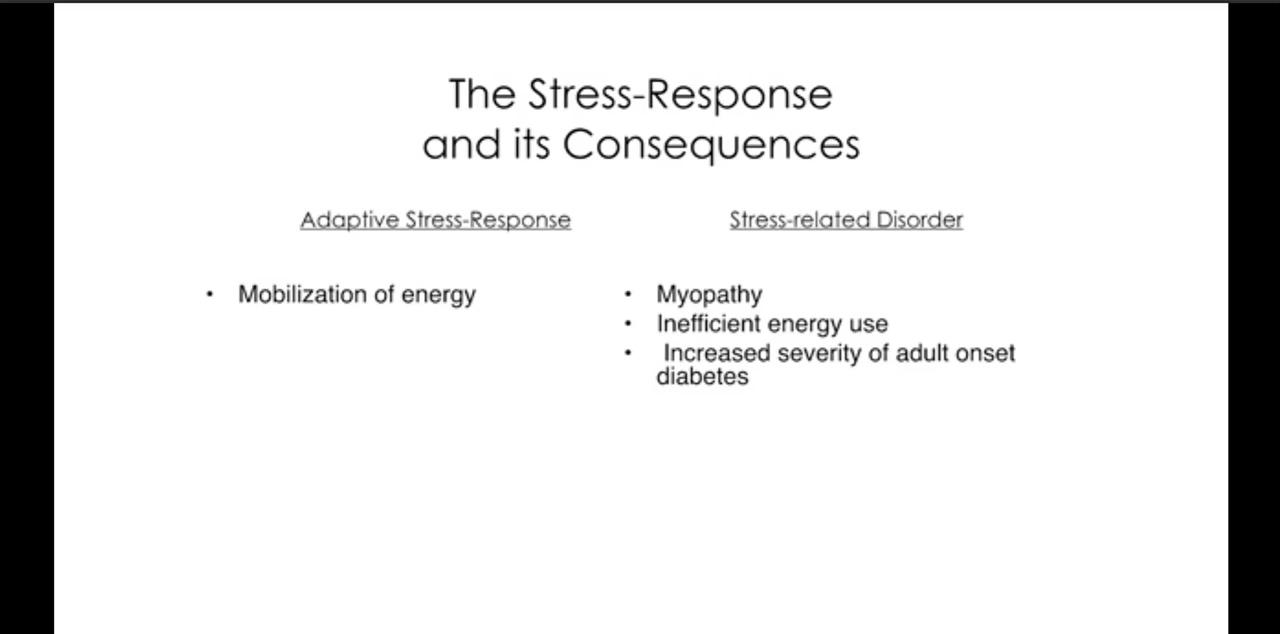 The Stress-Response
and its Consequences
Adaptive Stress-Response
Stress-related Disorder
• Mobilization of energy
• Myopathy
• Inefficient energy use
• Increased severity of adult onset
diabetes